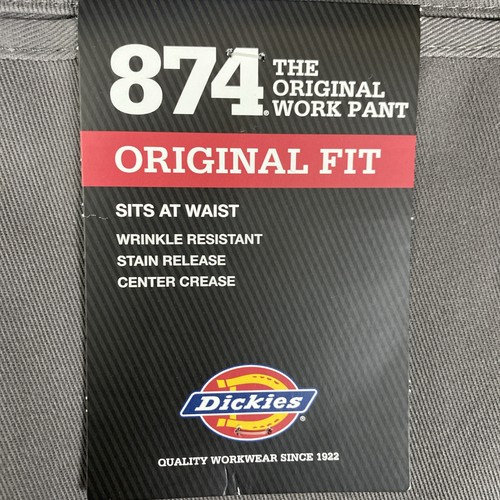 874® THE
ORIGINAL
WORK PANT
ORIGINAL FIT
SITS AT WAIST
WRINKLE RESISTANT
STAIN RELEASE
CENTER CREASE
Dickies®
QUALITY WORKWEAR SINCE 1922